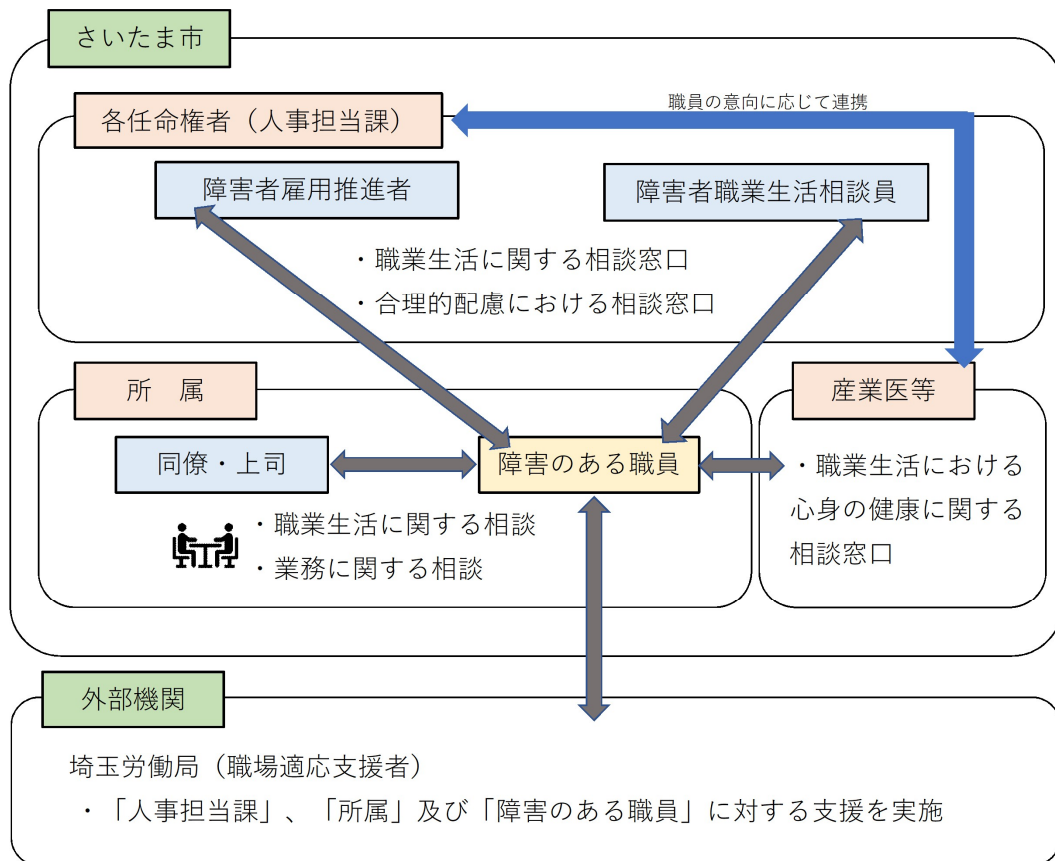 さいたま市
各任命権者（人事担当課）
職員の意向に応じて連携
障害者雇用推進者
障害者職業生活相談員
・職業生活に関する相談窓口
・合理的配慮における相談窓口
所　属
産業医等
同僚・上司
障害のある職員
・職業生活における
心身の健康に関する
相談窓口
・職業生活に関する相談
・業務に関する相談
外部機関
埼玉労働局（職場適応支援者）
・「人事担当課」、「所属」及び「障害のある職員」に対する支援を実施